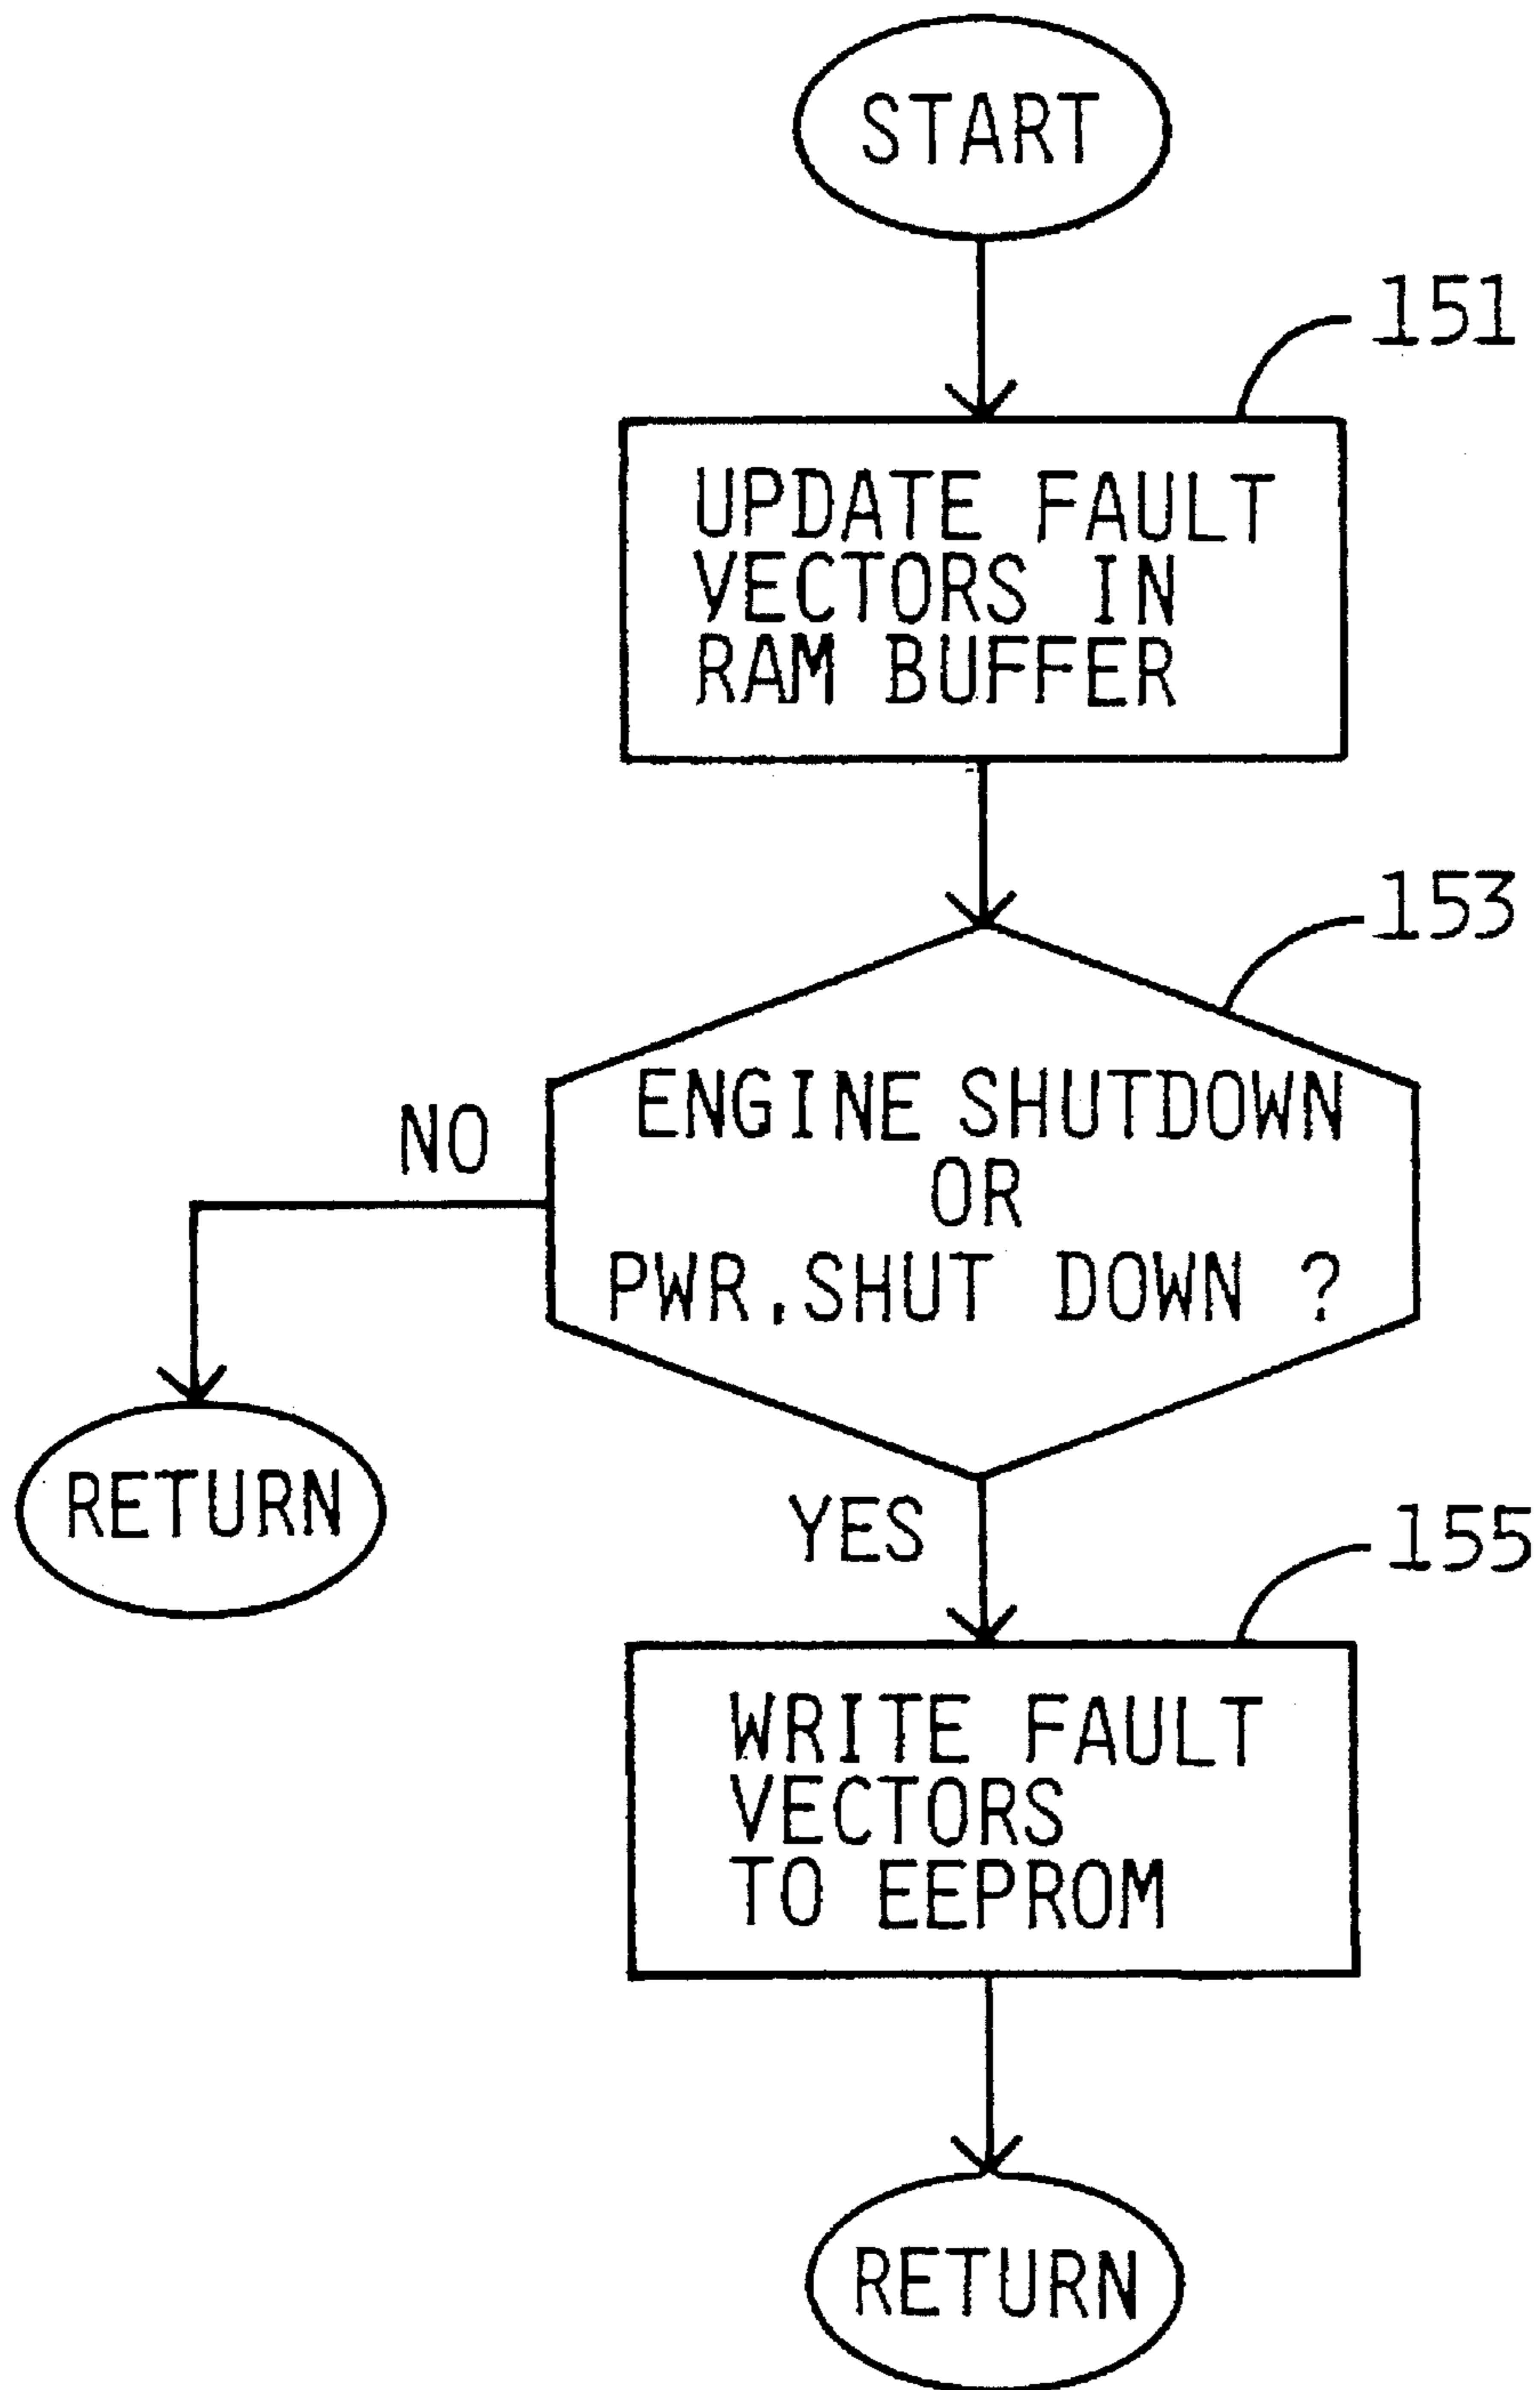 START
151
UPDATE FAULT
VECTORS IN
RAM BUFFER
153
ENGINE SHUTDOWN
OR
PWR.SHUT DOWN ?
NO
RETURN
YES
155
WRITE FAULT
VECTORS
TO EEPROM
RETURN